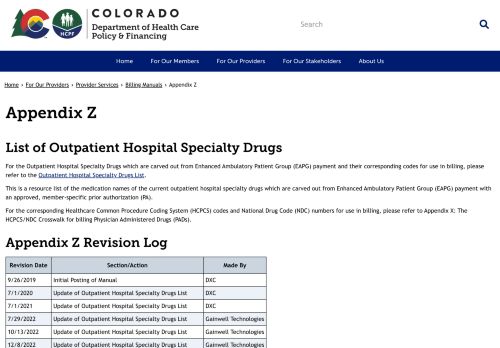 COLORADO
Department of Health Care
Policy & Financing
HCPF
Search
Home
For Our Members
For Our Providers
For Our Stakeholders
About Us
Home › For Our Providers › Provider Services › Billing Manuals › Appendix Z
Appendix Z
List of Outpatient Hospital Specialty Drugs
For the Outpatient Hospital Specialty Drugs which are carved out from Enhanced Ambulatory Patient Group (EAPG) payment and their corresponding codes for use in billing, please
refer to the Outpatient Hospital Specialty Drugs List.
This is a resource list of the medication names of the current outpatient hospital specialty drugs which are carved out from Enhanced Ambulatory Patient Group (EAPG) payment with
an approved, member-specific prior authorization (PA).
For the corresponding Healthcare Common Procedure Coding System (HCPCS) codes and National Drug Code (NDC) numbers for use in billing, please refer to Appendix X: The
HCPCS/NDC Crosswalk for billing Physician Administered Drugs (PADs).
Appendix Z Revision Log
Revision Date Section/Action Made By
9/26/2019 Initial Posting of Manual DXC
7/1/2020 Update of Outpatient Hospital Specialty Drugs List DXC
7/1/2021 Update of Outpatient Hospital Specialty Drugs List DXC
7/29/2022 Update of Outpatient Hospital Specialty Drugs List Gainwell Technologies
10/13/2022 Update of Outpatient Hospital Specialty Drugs List Gainwell Technologies
12/8/2022 Update of Outpatient Hospital Specialty Drugs List Gainwell Technologies